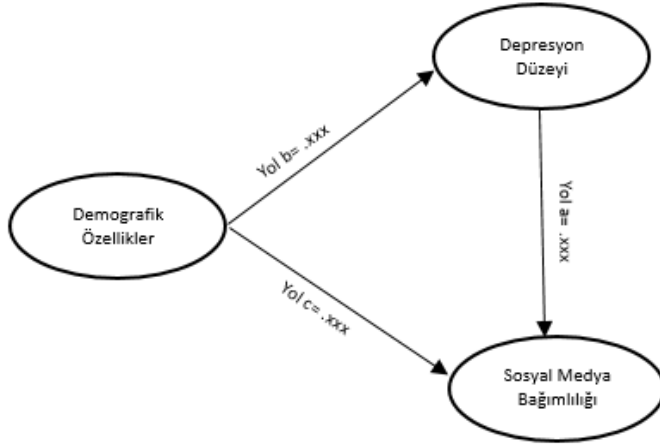 Depresyon
Düzeyi
Yol b= .xxx
Demografik
Özellikler
Yol a= .xxx
Yol c= .xxx
Sosyal Medya
Bağımlılığı